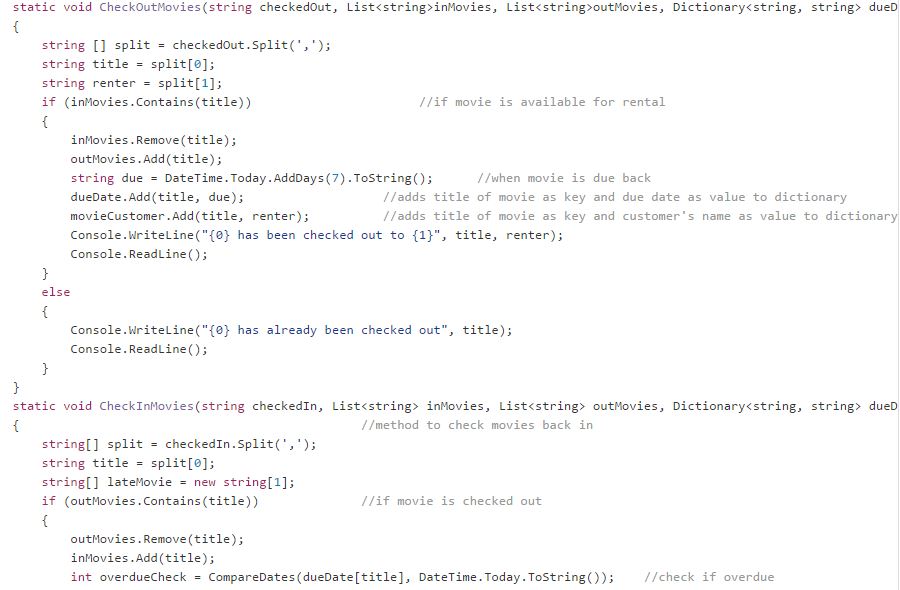 static void CheckOutMovies(string checkedOut, List<string>inMovies, List<string>outMovies, Dictionary<string, string> dueD
{
    string [] split = checkedOut.Split(',');
    string title = split[0];
    string renter = split[1];
    if (inMovies.Contains(title))                       //if movie is available for rental
    {
        inMovies.Remove(title);
        outMovies.Add(title);
        string due = DateTime.Today.AddDays(7).ToString();      //when movie is due back
        dueDate.Add(title, due);                   //adds title of movie as key and due date as value to dictionary
        movieCustomer.Add(title, renter);          //adds title of movie as key and customer's name as value to dictionary
        Console.WriteLine("{0} has been checked out to {1}", title, renter);
        Console.ReadLine();
    }
    else
    {
        Console.WriteLine("{0} has already been checked out", title);
        Console.ReadLine();
    }
}
static void CheckInMovies(string checkedIn, List<string> inMovies, List<string> outMovies, Dictionary<string, string> dueD
{                                               //method to check movies back in
    string[] split = checkedIn.Split(',');
    string title = split[0];
    string[] lateMovie = new string[1];
    if (outMovies.Contains(title))              //if movie is checked out
    {
        outMovies.Remove(title);
        inMovies.Add(title);
        int overdueCheck = CompareDates(dueDate[title], DateTime.Today.ToString());    //check if overdue